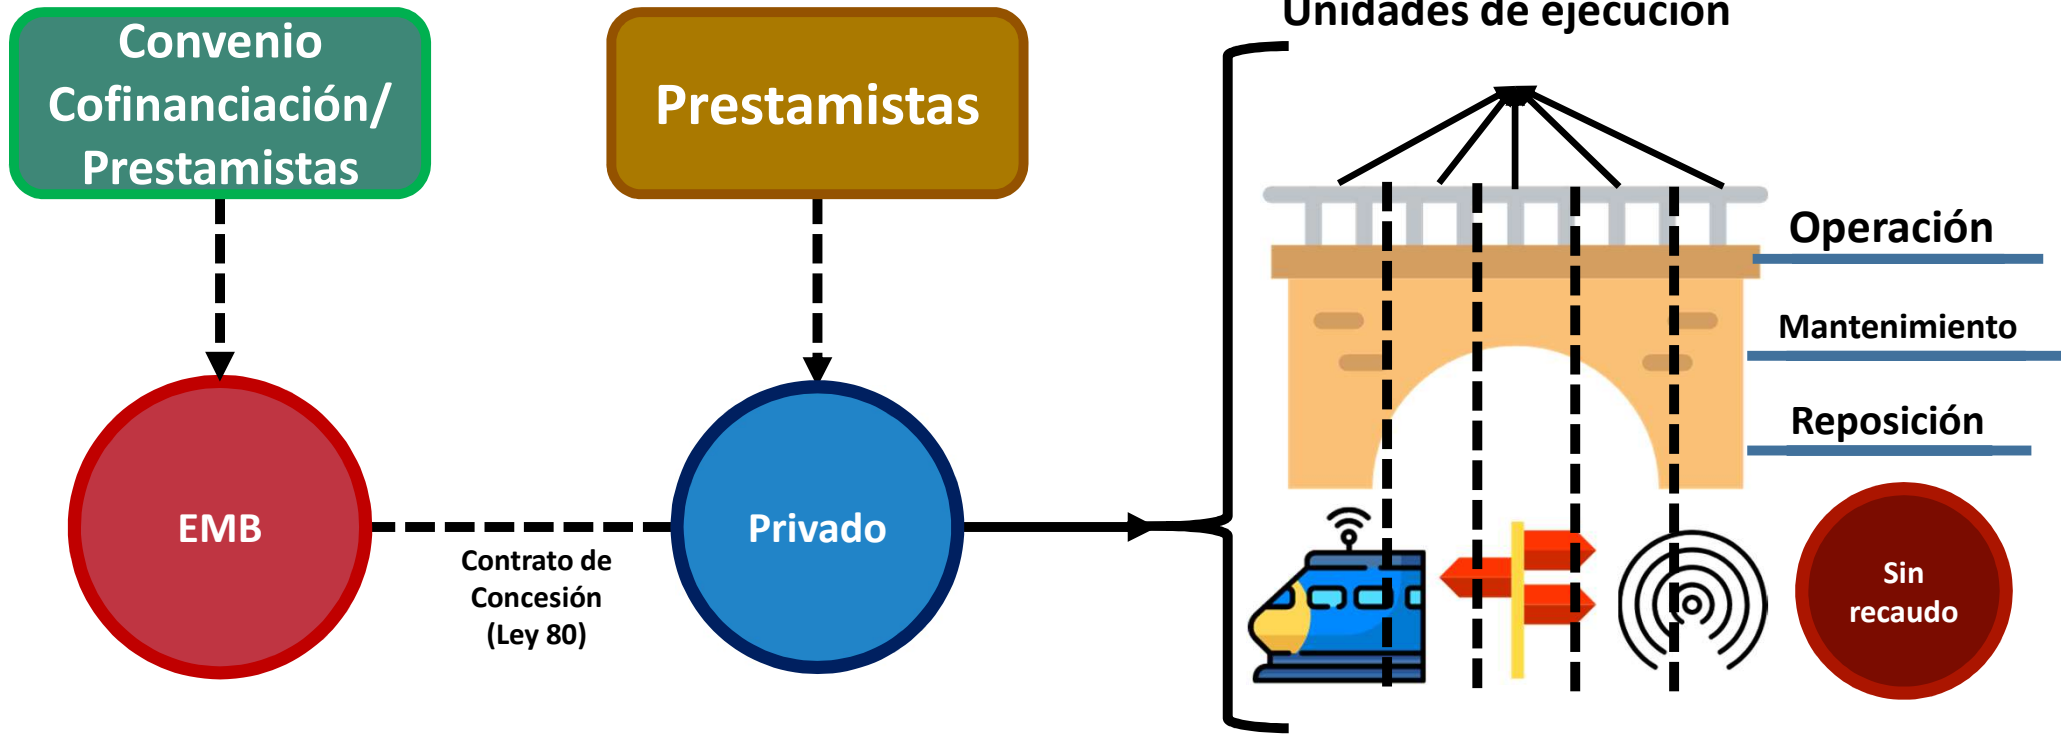 Convenio
Cofinanciación/
Prestamistas
Prestamistas
Unidades de ejecución
Operación
Mantenimiento
Reposición
EMB
Contrato de
Concesión
(Ley 80)
Privado
Sin
recaudo